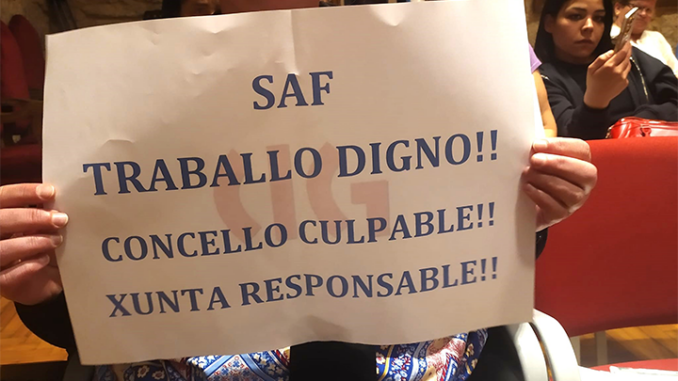 SAF
TRABALLO DIGNO!!
CONCELLO CULPABLE!!
XUNTA RESPONSABLE!!